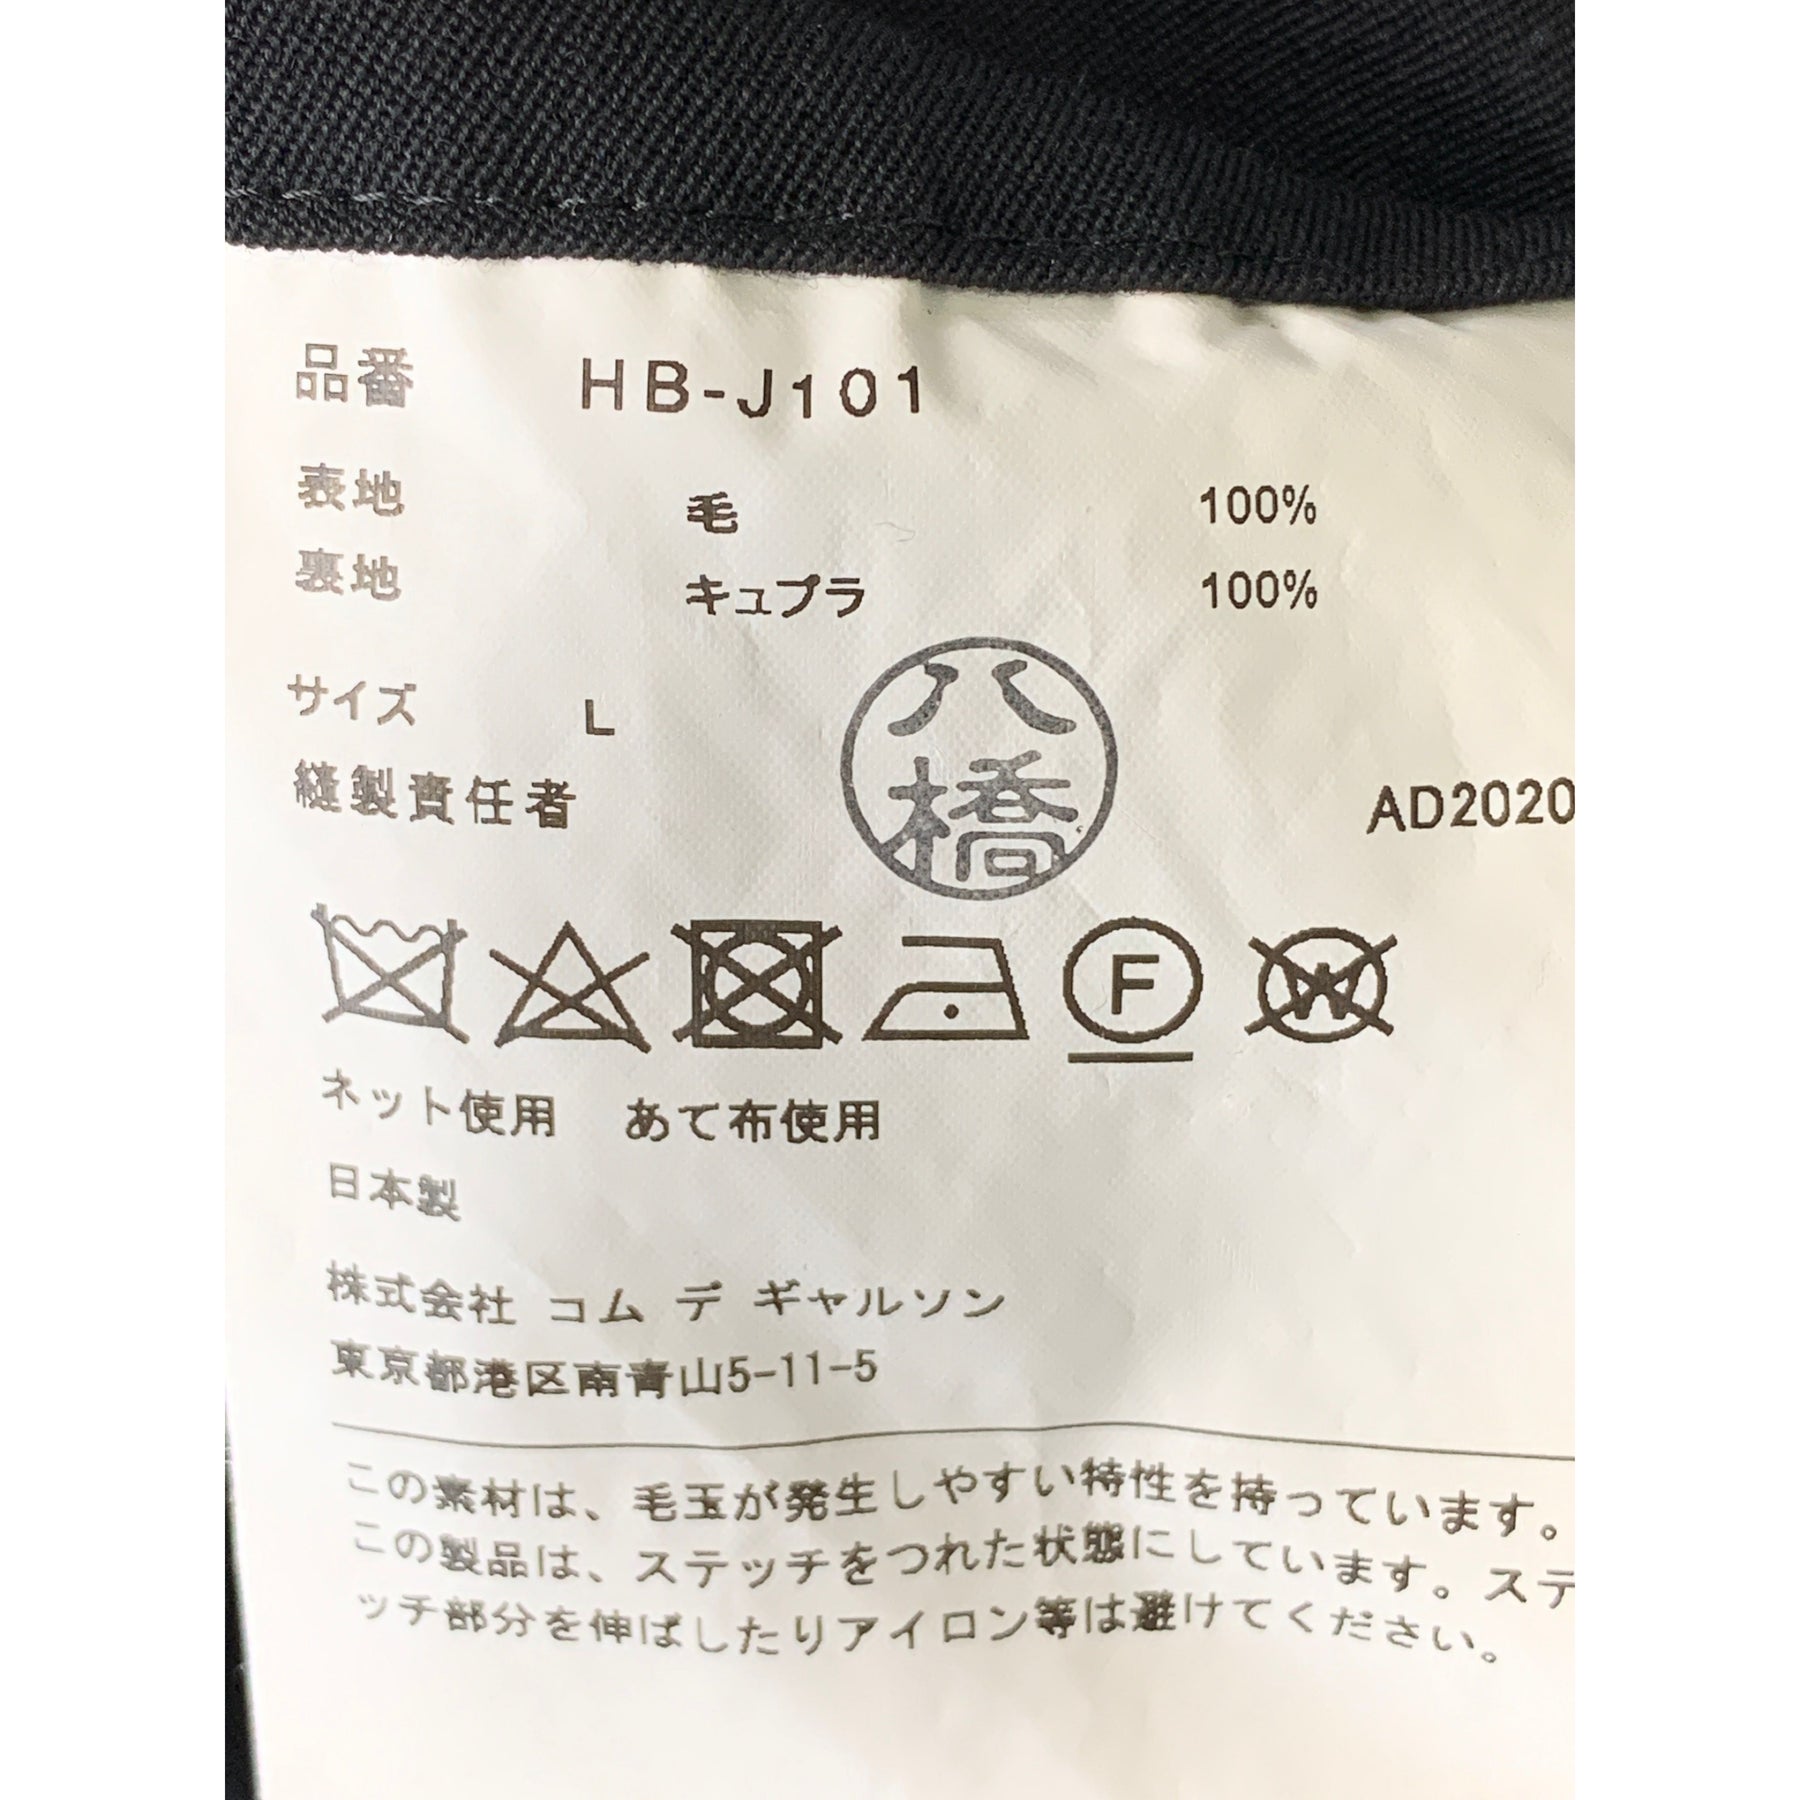 品番 HB-J101
表地 毛 100%
裏地 キュプラ 100%
サイズ L
縫製責任者 八橋 AD2020
F W
ネット使用 あて布使用
日本製
株式会社 コム デ ギャルソン
東京都港区南青山5-11-5
この素材は、毛玉が発生しやすい特性を持っています。
この製品は、ステッチをつれた状態にしています。ステ
ッチ部分を伸ばしたりアイロン等は避けてください。